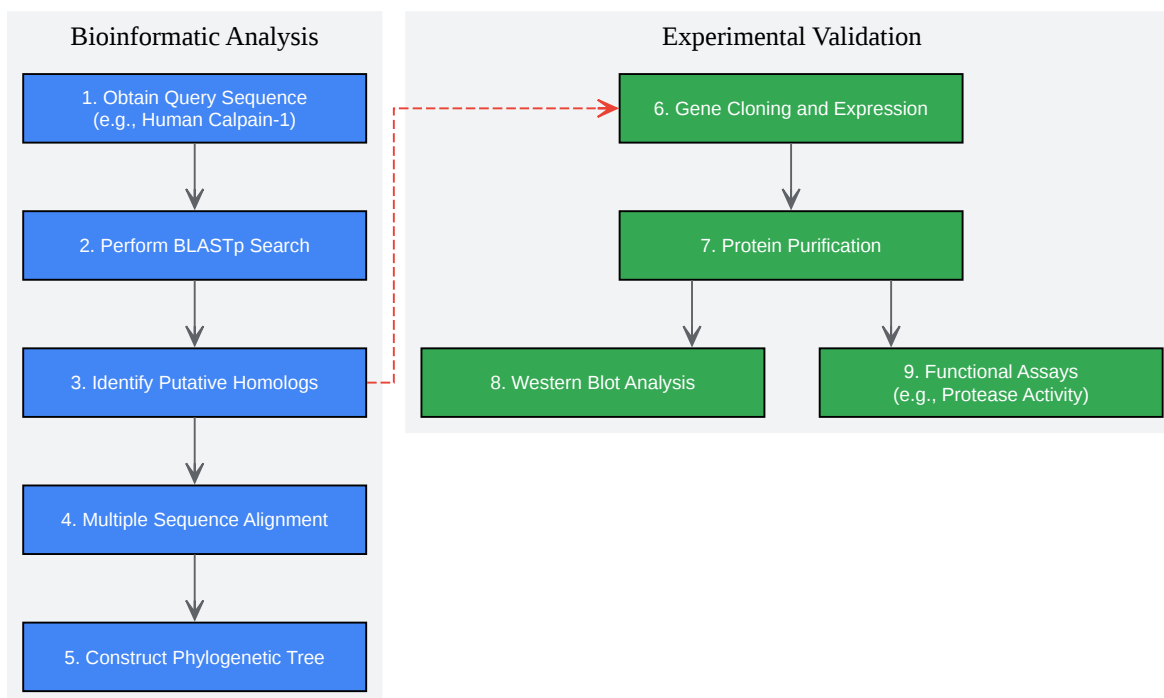 Bioinformatic Analysis
1. Obtain Query Sequence
(e.g., Human Calpain-1)
2. Perform BLASTp Search
3. Identify Putative Homologs
4. Multiple Sequence Alignment
5. Construct Phylogenetic Tree
Experimental Validation
6. Gene Cloning and Expression
7. Protein Purification
8. Western Blot Analysis
9. Functional Assays
(e.g., Protease Activity)